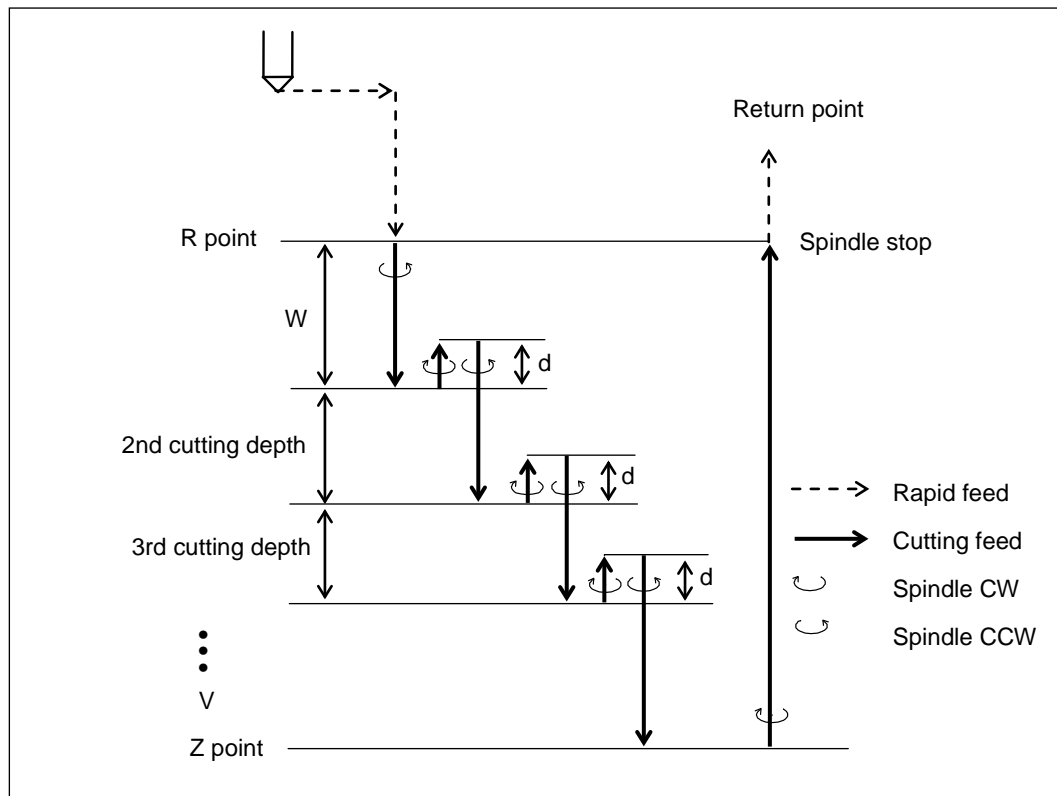 Return point
R point
Spindle stop
W
d
2nd cutting depth
d
Rapid feed
3rd cutting depth
Cutting feed
d
Spindle CW
Spindle CCW
V
Z point